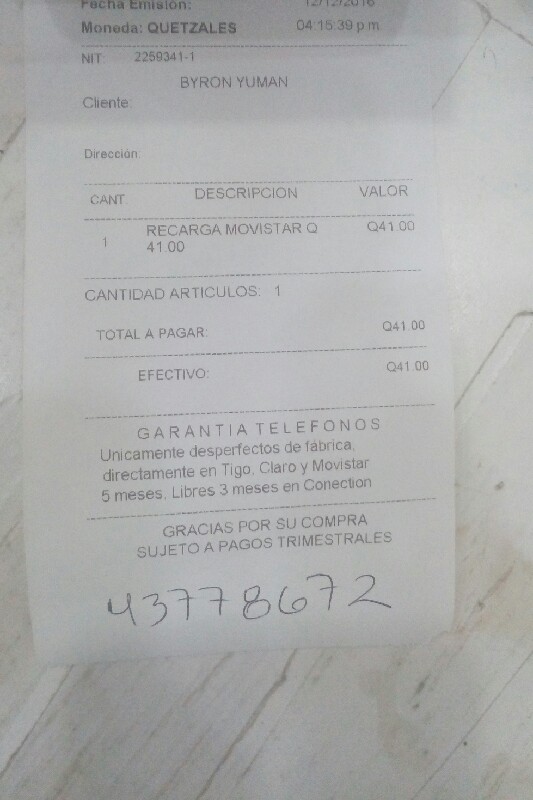 Fecha Emisión: 12/12/2016
Moneda: QUETZALES 04:15:39 p.m.
NIT: 2259341-1
BYRON YUMAN
Cliente:
Dirección:
CANT. DESCRIPCION VALOR
1 RECARGA MOVISTAR Q Q41.00
41.00
CANTIDAD ARTICULOS: 1
TOTAL A PAGAR: Q41.00
EFECTIVO: Q41.00
GARANTIA TELEFONOS
Unicamente desperfectos de fábrica,
directamente en Tigo, Claro y Movistar
5 meses, Libres 3 meses en Conection
GRACIAS POR SU COMPRA
SUJETO A PAGOS TRIMESTRALES
43778672